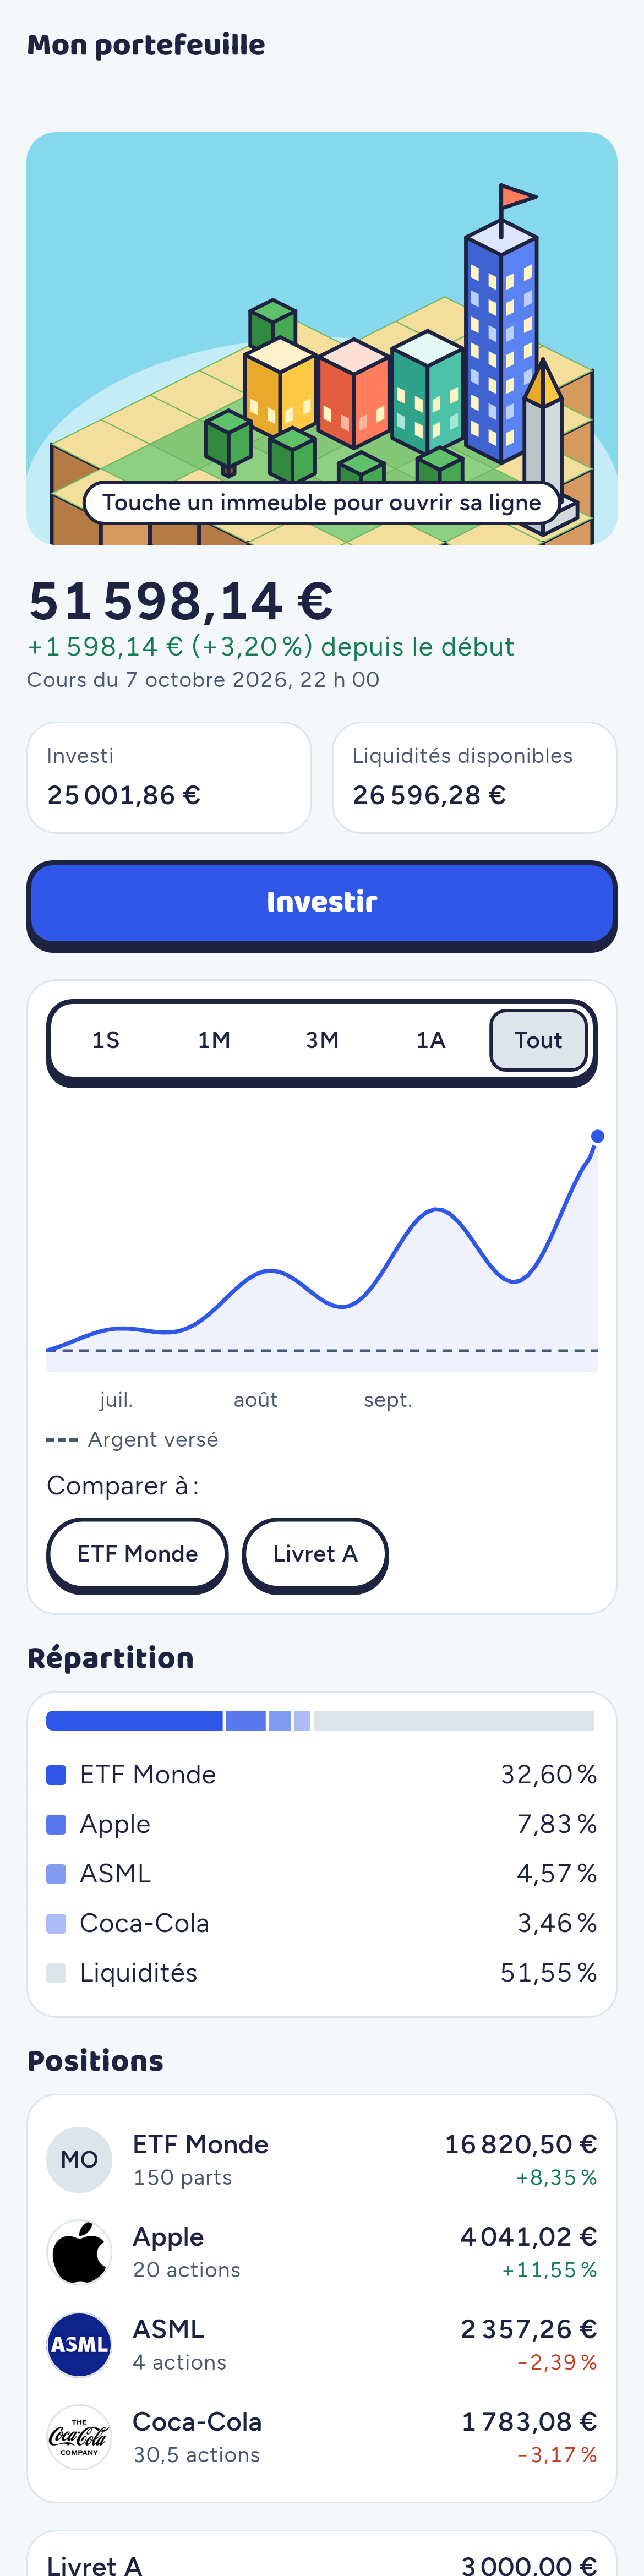 Mon portefeuille
Touche un immeuble pour ouvrir sa ligne
51 598,14 €
+1 598,14 € (+3,20 %) depuis le début
Cours du 7 octobre 2026, 22 h 00
Investi
25 001,86 €
Liquidités disponibles
26 596,28 €
Investir
1S 1M 3M 1A Tout
juil. août sept.
Argent versé
Comparer à :
ETF Monde Livret A
Répartition
ETF Monde 32,60 %
Apple 7,83 %
ASML 4,57 %
Coca-Cola 3,46 %
Liquidités 51,55 %
Positions
MO
ETF Monde 16 820,50 €
150 parts +8,35 %
Apple 4 041,02 €
20 actions +11,55 %
ASML
ASML 2 357,26 €
4 actions −2,39 %
THE
Coca-Cola
COMPANY
Coca-Cola 1 783,08 €
30,5 actions −3,17 %
Livret A 3 000,00 €